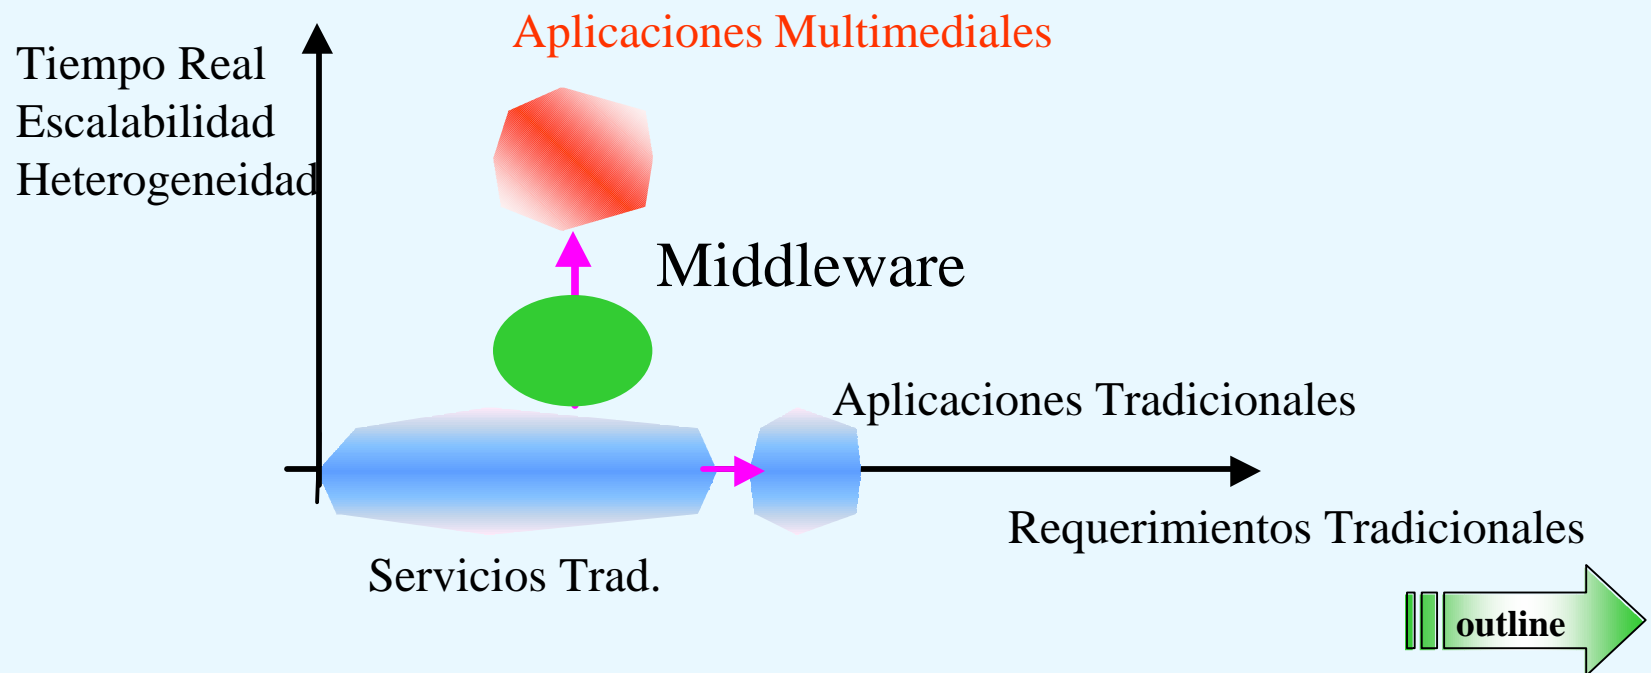 Aplicaciones Multimediales
Tiempo Real
Escalabilidad
Heterogeneidad
Middleware
Aplicaciones Tradicionales
Requerimientos Tradicionales
Servicios Trad.
outline